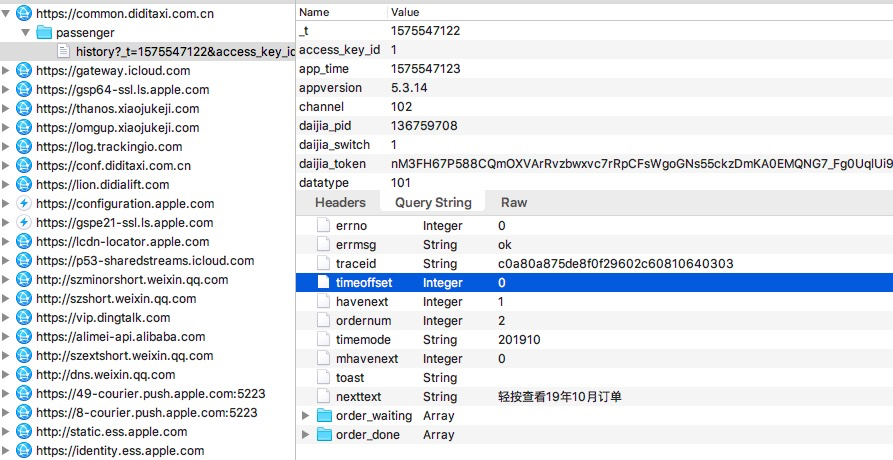 https://common.diditaxi.com.cn
passenger
history?_t=1575547122&access_key_id
https://gateway.icloud.com
https://gsp64-ssl.ls.apple.com
https://thanos.xiaojukeji.com
https://omgup.xiaojukeji.com
https://log.trackingio.com
https://conf.diditaxi.com.cn
https://lion.didialift.com
https://configuration.apple.com
https://gspe21-ssl.ls.apple.com
https://lcdn-locator.apple.com
https://p53-sharedstreams.icloud.com
http://szminorshort.weixin.qq.com
http://szshort.weixin.qq.com
https://vip.dingtalk.com
https://alimei-api.alibaba.com
http://szextshort.weixin.qq.com
http://dns.weixin.qq.com
https://49-courier.push.apple.com:5223
https://8-courier.push.apple.com:5223
http://static.ess.apple.com
https://identity.ess.apple.com
Name Value
_t 1575547122
access_key_id 1
app_time 1575547123
appversion 5.3.14
channel 102
daijia_pid 136759708
daijia_switch 1
daijia_token nM3FH67P588CQmOXVArRvzbwxvc7rRpCFsWgoGNs55ckzDmKA0EMQNG7_Fg0UqlUi9
datatype 101
Headers Query String Raw
errno Integer 0
errmsg String ok
traceid String c0a80a875de8f0f29602c60810640303
timeoffset Integer 0
havenext Integer 1
ordernum Integer 2
timemode String 201910
mhavenext Integer 0
toast String
nexttext String 轻按查看19年10月订单
order_waiting Array
order_done Array